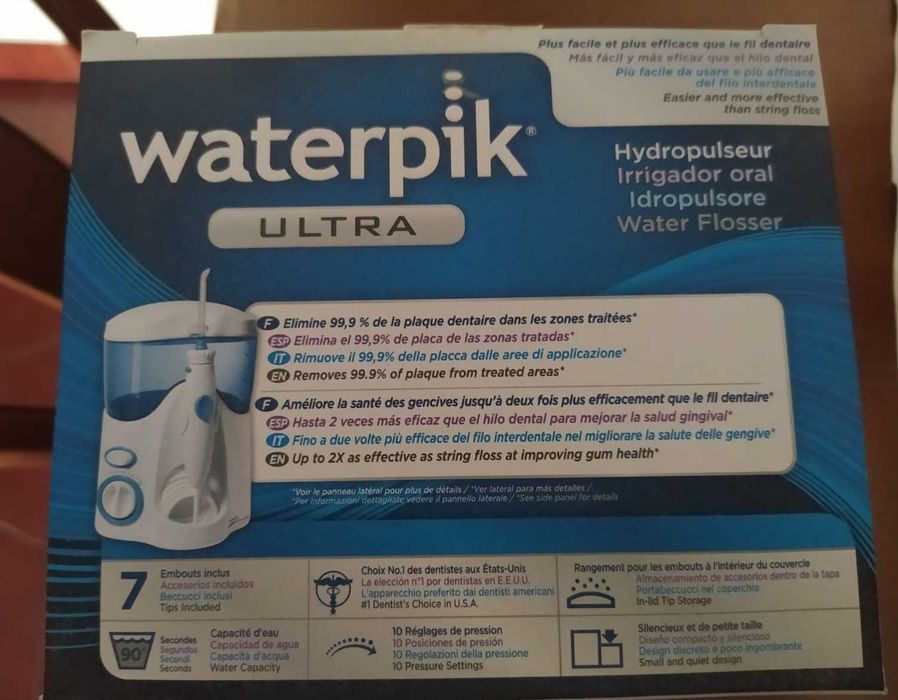 Plus facile et plus efficace que le fil dentaire
Más fácil y más eficaz que el hilo dental
Più facile da usare e più efficace
del filo interdentale
Easier and more effective
than string floss
waterpik®
ULTRA
Hydropulseur
Irrigador oral
Idropulsore
Water Flosser
F Elimine 99,9 % de la plaque dentaire dans les zones traitées*
ESP Elimina el 99,9% de placa de las zonas tratadas*
IT Rimuove il 99,9% della placca dalle aree di applicazione*
EN Removes 99.9% of plaque from treated areas*
F Améliore la santé des gencives jusqu'à deux fois plus efficacement que le fil dentaire*
ESP Hasta 2 veces más eficaz que el hilo dental para mejorar la salud gingival*
IT Fino a due volte più efficace del filo interdentale nel migliorare la salute delle gengive*
EN Up to 2X as effective as string floss at improving gum health*
*Voir le panneau latéral pour plus de détails / *Ver lateral para más detalles /
*Per informazioni dettagliate vedere il pannello laterale / *See side panel for details
7
Embouts inclus
Accesorios incluidos
Beccucci inclusi
Tips Included
Choix No.1 des dentistes aux États-Unis
La elección nº1 por dentistas en E.E.U.U.
L'apparecchio preferito dai dentisti americani
#1 Dentist's Choice in U.S.A.
Rangement pour les embouts à l'intérieur du couvercle
Almacenamiento de accesorios dentro de la tapa
Portabeccucci nel coperchio
In-lid Tip Storage
90
Secondes
Segundos
Secondi
Seconds
Capacité d'eau
Capacidad de agua
Capacità d'acqua
Water Capacity
10 Réglages de pression
10 Posiciones de presión
10 Regolazioni della pressione
10 Pressure Settings
Silencieux et de petite taille
Diseño compacto y silencioso
Design discreto e poco ingombrante
Small and quiet design